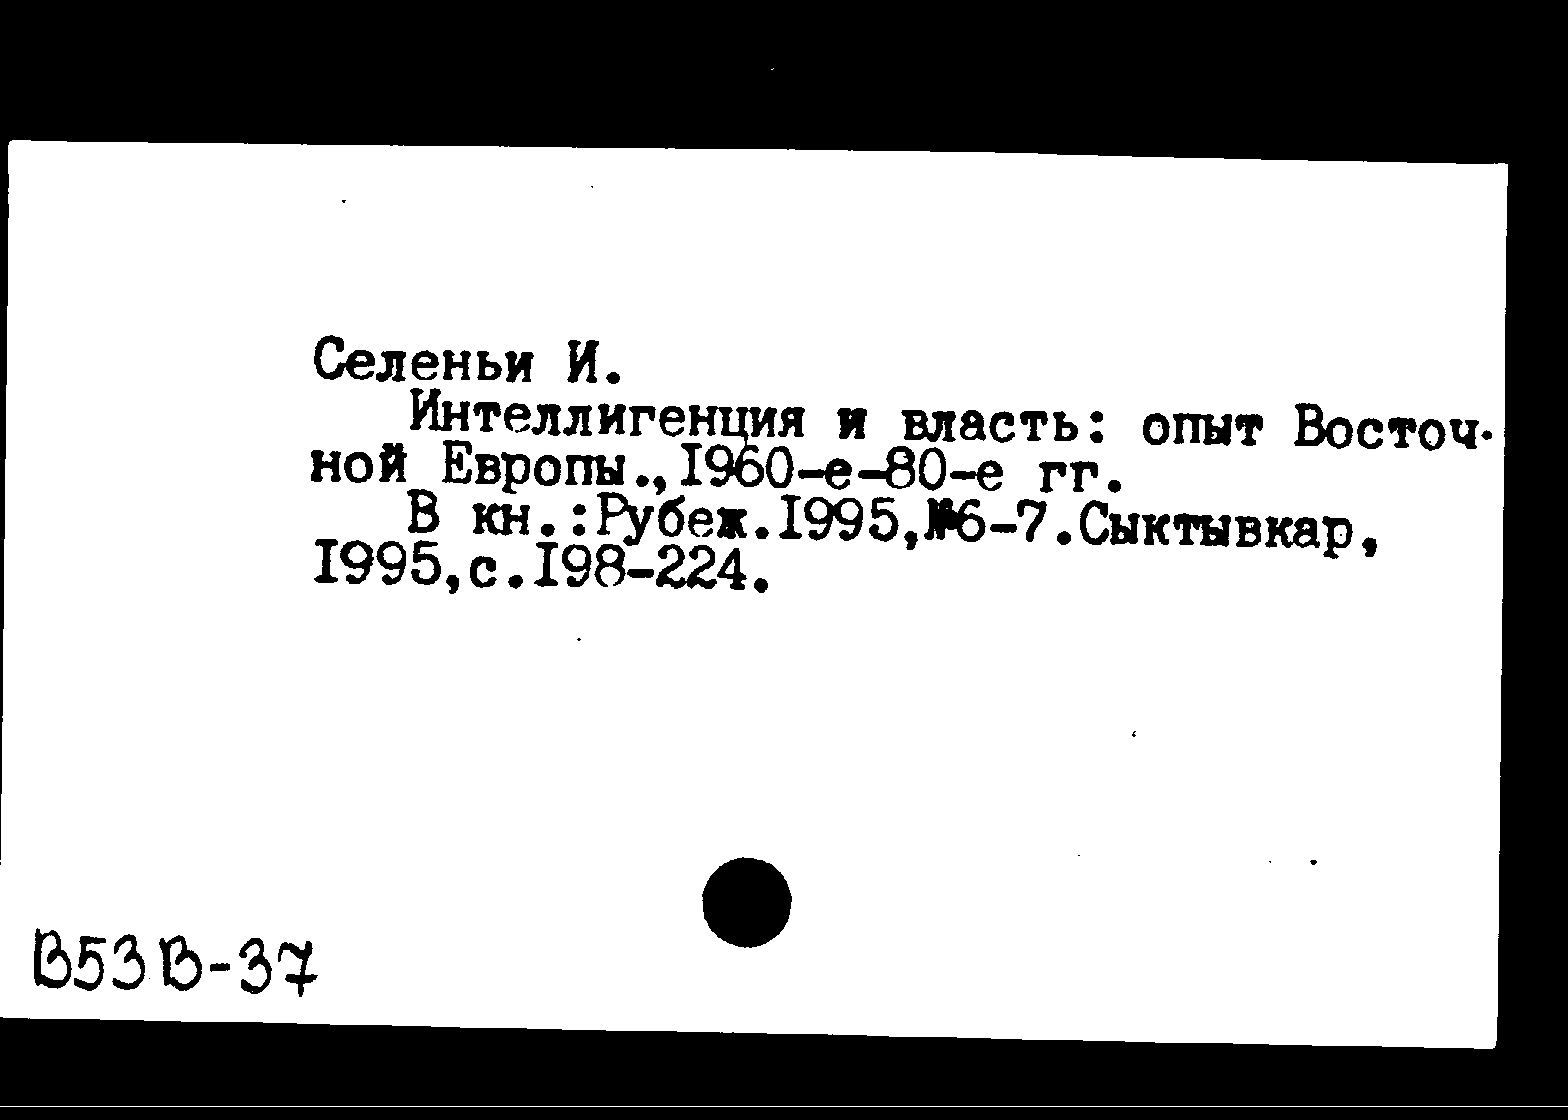 Селеньи И.
Интеллигенция и власть: опыт Восточ-
ной Европы.,1960-е-80-е гг.
В кн.:Рубеж.1995,№6-7.Сыктывкар,
1995,с.198-224.
В53В-37